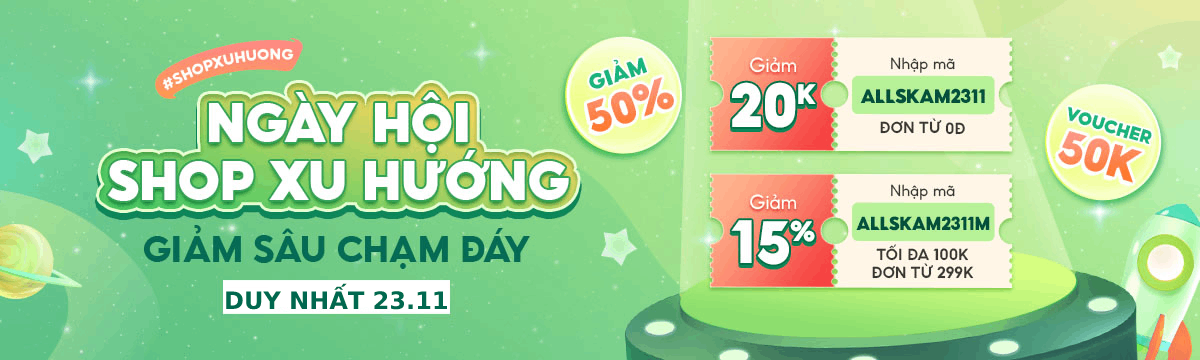 #SHOPXUHUONG
NGÀY HỘI
SHOP XU HƯỚNG
GIẢM SÂU CHẠM ĐÁY
DUY NHẤT 23.11
GIẢM
50%
Giảm
20K
Nhập mã
ALLSKAM2311
ĐƠN TỪ 0Đ
Giảm
15%
Nhập mã
ALLSKAM2311M
TỐI ĐA 100K
ĐƠN TỪ 299K
VOUCHER
50K